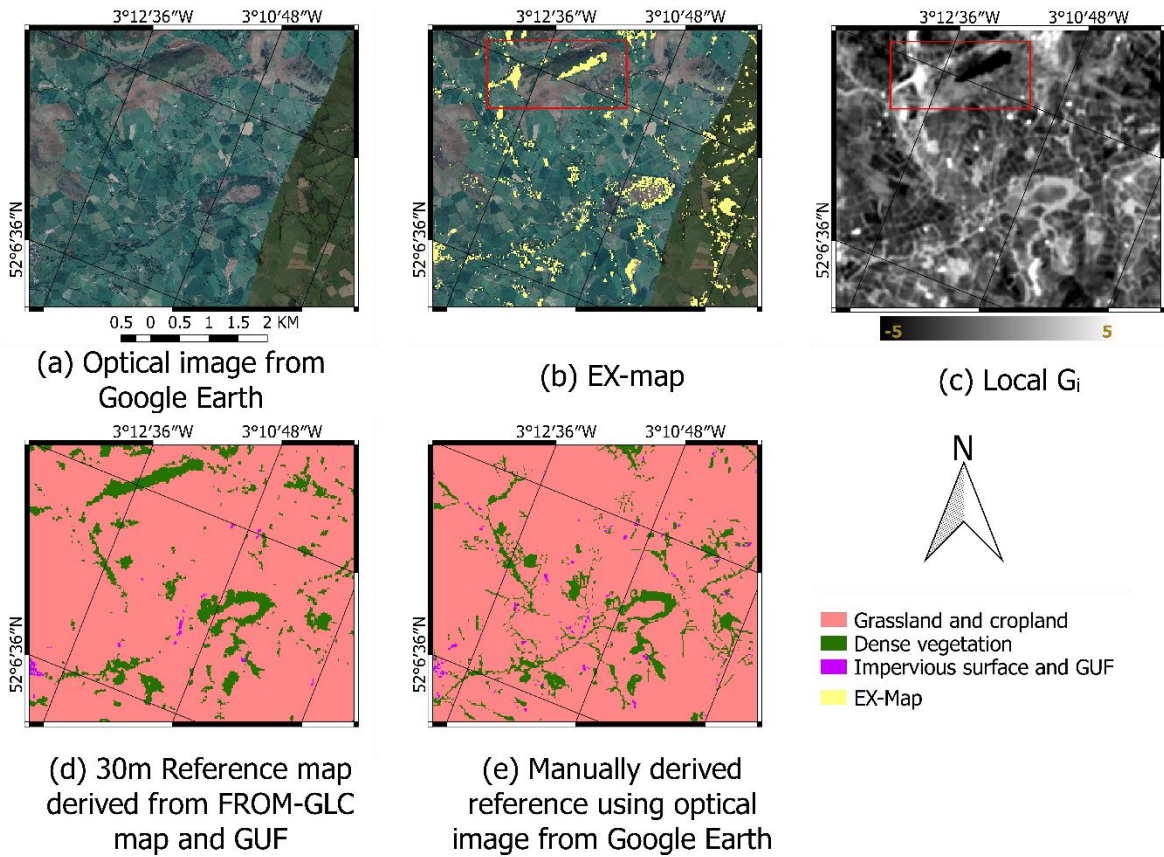 3°12′36″W 3°10′48″W
3°12′36″W 3°10′48″W
3°12′36″W 3°10′48″W
52°6′36″N
52°6′36″N
52°6′36″N
0.5 0 0.5 1 1.5 2 KM
-5 5
(a) Optical image from
Google Earth
(b) EX-map
(c) Local Gi
3°12′36″W 3°10′48″W
3°12′36″W 3°10′48″W
52°6′36″N
52°6′36″N
N
Grassland and cropland
Dense vegetation
Impervious surface and GUF
EX-Map
(d) 30m Reference map
derived from FROM-GLC
map and GUF
(e) Manually derived
reference using optical
image from Google Earth